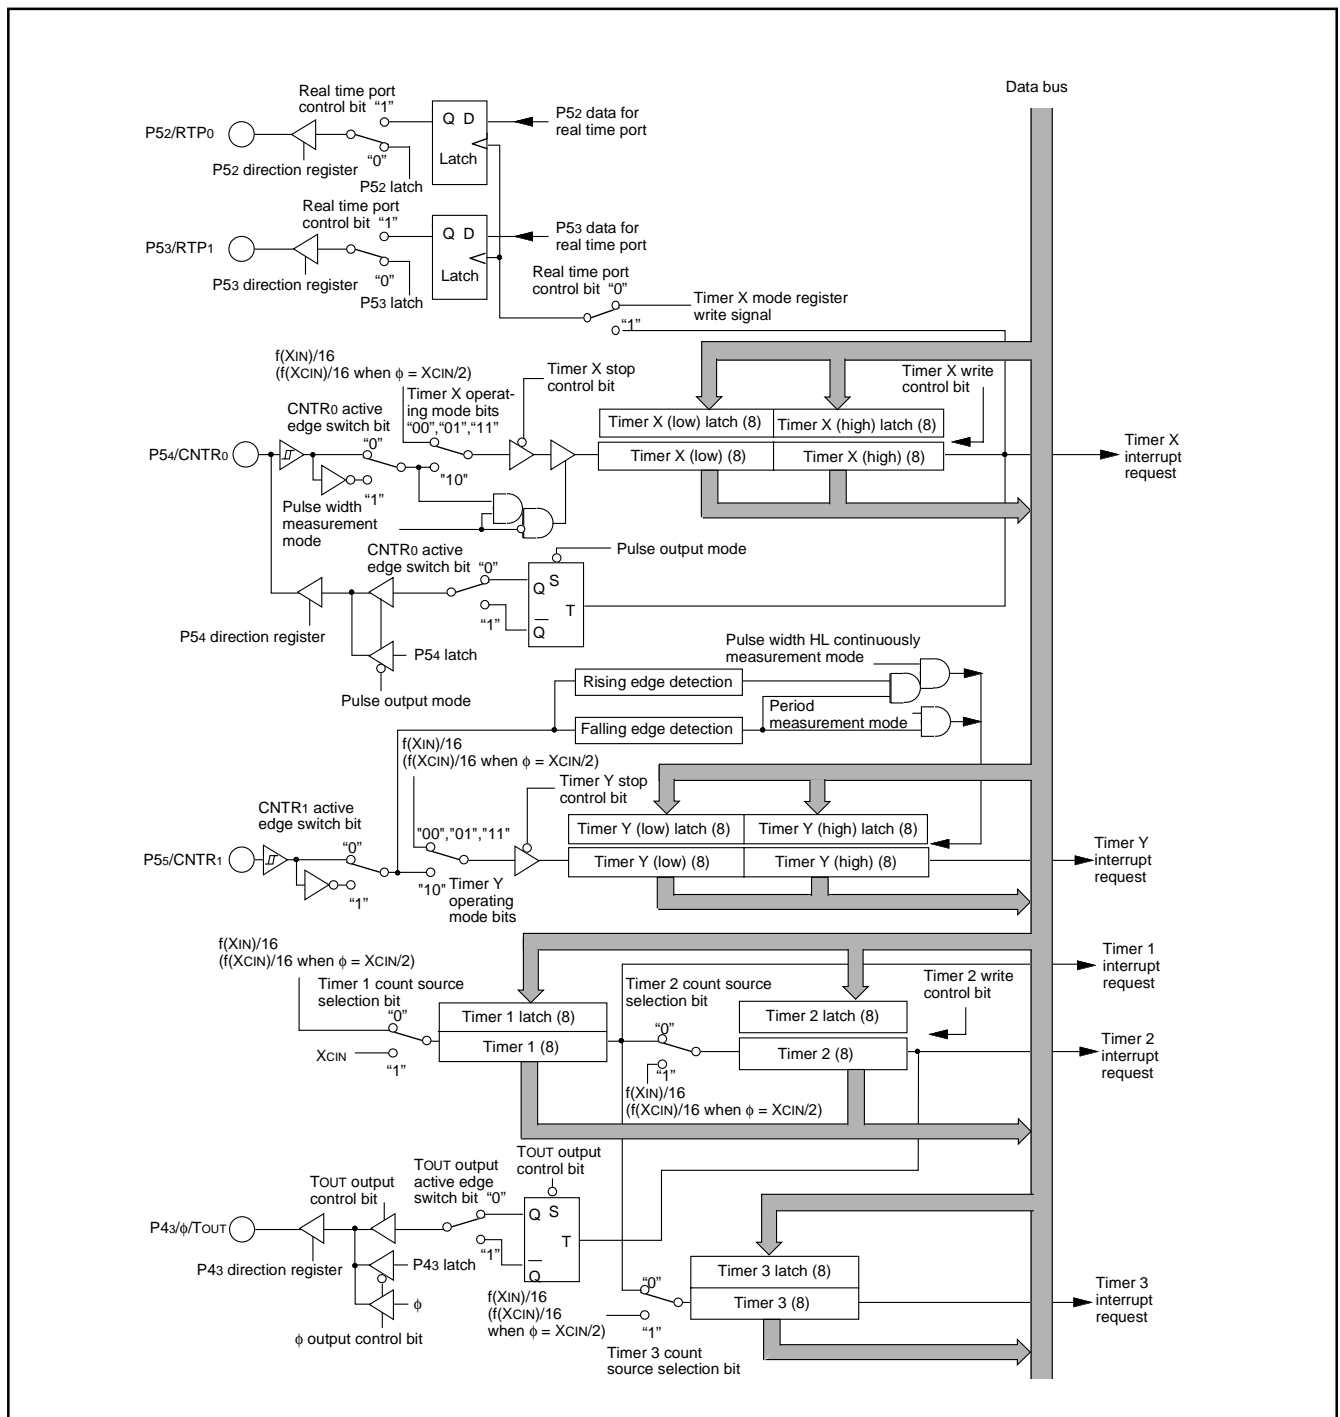 Data bus
Real time port
control bit “1”
P52/RTP0
Q D
Latch
P52 data for
real time port
“0”
P52 direction register
P52 latch
Real time port
control bit “1”
P53/RTP1
Q D
Latch
P53 data for
real time port
“0”
P53 direction register
P53 latch
Real time port
control bit “0”
Timer X mode register
write signal
“1”
f(XIN)/16
(f(XCIN)/16 when ϕ = XCIN/2)
Timer X stop
control bit
Timer X write
control bit
Timer X operat-
ing mode bits
“00”,“01”,“11”
CNTR0 active
edge switch bit
“0”
P54/CNTR0
“10”
“1”
Timer X (low) latch (8)
Timer X (high) latch (8)
Timer X (low) (8)
Timer X (high) (8)
Timer X
interrupt
request
Pulse width
measurement
mode
CNTR0 active
edge switch bit “0”
Pulse output mode
Q S
T
“1”
Q
P54 direction register
P54 latch
Pulse output mode
Pulse width HL continuously
measurement mode
Rising edge detection
Period
measurement mode
Falling edge detection
f(XIN)/16
(f(XCIN)/16 when ϕ = XCIN/2)
Timer Y stop
control bit
CNTR1 active
edge switch bit
“0”
"00","01","11"
P55/CNTR1
“1”
"10"
Timer Y
operating
mode bits
Timer Y (low) latch (8)
Timer Y (high) latch (8)
Timer Y (low) (8)
Timer Y (high) (8)
Timer Y
interrupt
request
f(XIN)/16
(f(XCIN)/16 when ϕ = XCIN/2)
Timer 1 count source
selection bit
“0”
XCIN
“1”
Timer 1 latch (8)
Timer 1 (8)
Timer 2 count source
selection bit
“0”
“1”
f(XIN)/16
(f(XCIN)/16 when ϕ = XCIN/2)
Timer 2 write
control bit
Timer 2 latch (8)
Timer 2 (8)
Timer 1
interrupt
request
Timer 2
interrupt
request
TOUT output
control bit
TOUT output
active edge
switch bit “0”
TOUT output
control bit
P43/ϕ/TOUT
Q S
T
“1”
Q
P43 direction register
P43 latch
ϕ
ϕ output control bit
f(XIN)/16
(f(XCIN)/16
when ϕ = XCIN/2)
“0”
“1”
Timer 3 count
source selection bit
Timer 3 latch (8)
Timer 3 (8)
Timer 3
interrupt
request